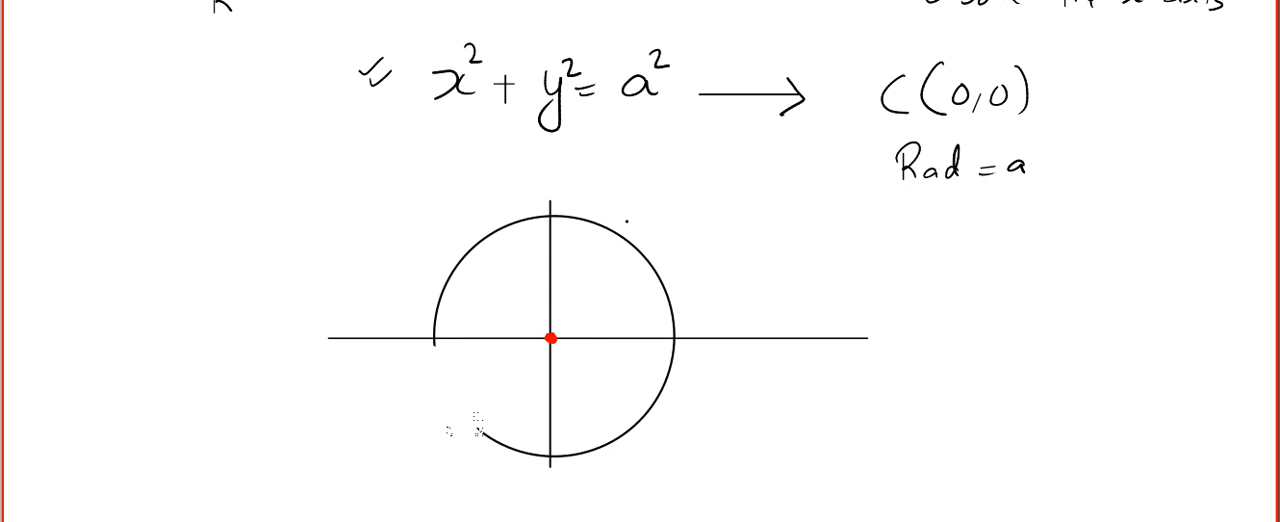 x² + y² = a² ⟶ C(0,0)
Rad = a